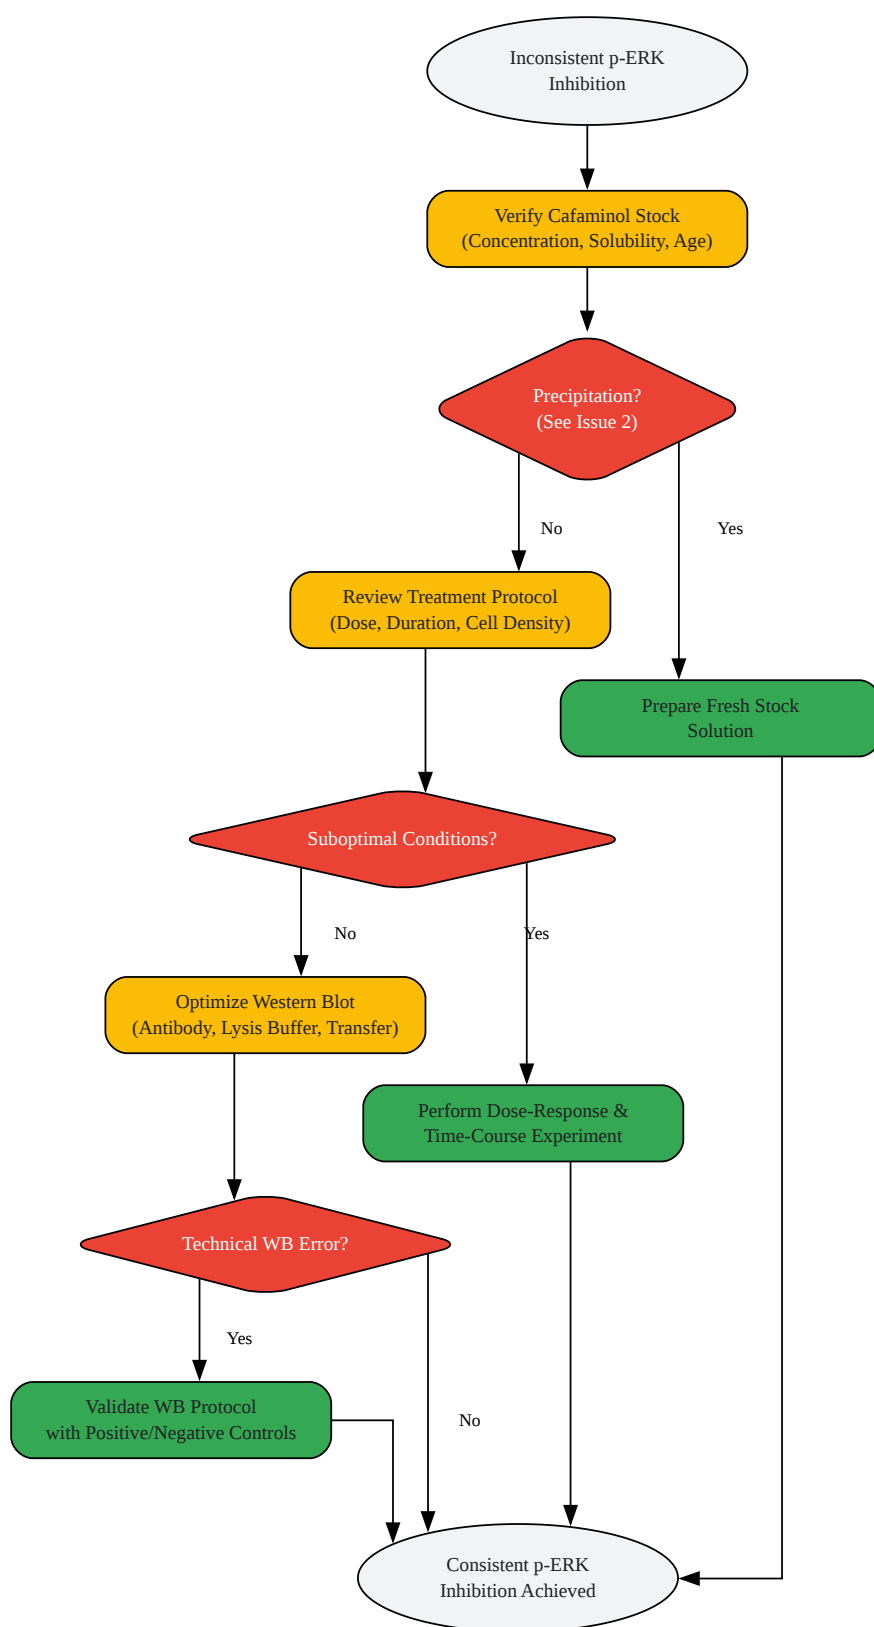 Inconsistent p-ERK
Inhibition
Verify Cafaminol Stock
(Concentration, Solubility, Age)
Precipitation?
(See Issue 2)
No
Yes
Review Treatment Protocol
(Dose, Duration, Cell Density)
Prepare Fresh Stock
Solution
Suboptimal Conditions?
No
Yes
Optimize Western Blot
(Antibody, Lysis Buffer, Transfer)
Perform Dose-Response &
Time-Course Experiment
Technical WB Error?
Yes
Validate WB Protocol
with Positive/Negative Controls
No
Consistent p-ERK
Inhibition Achieved